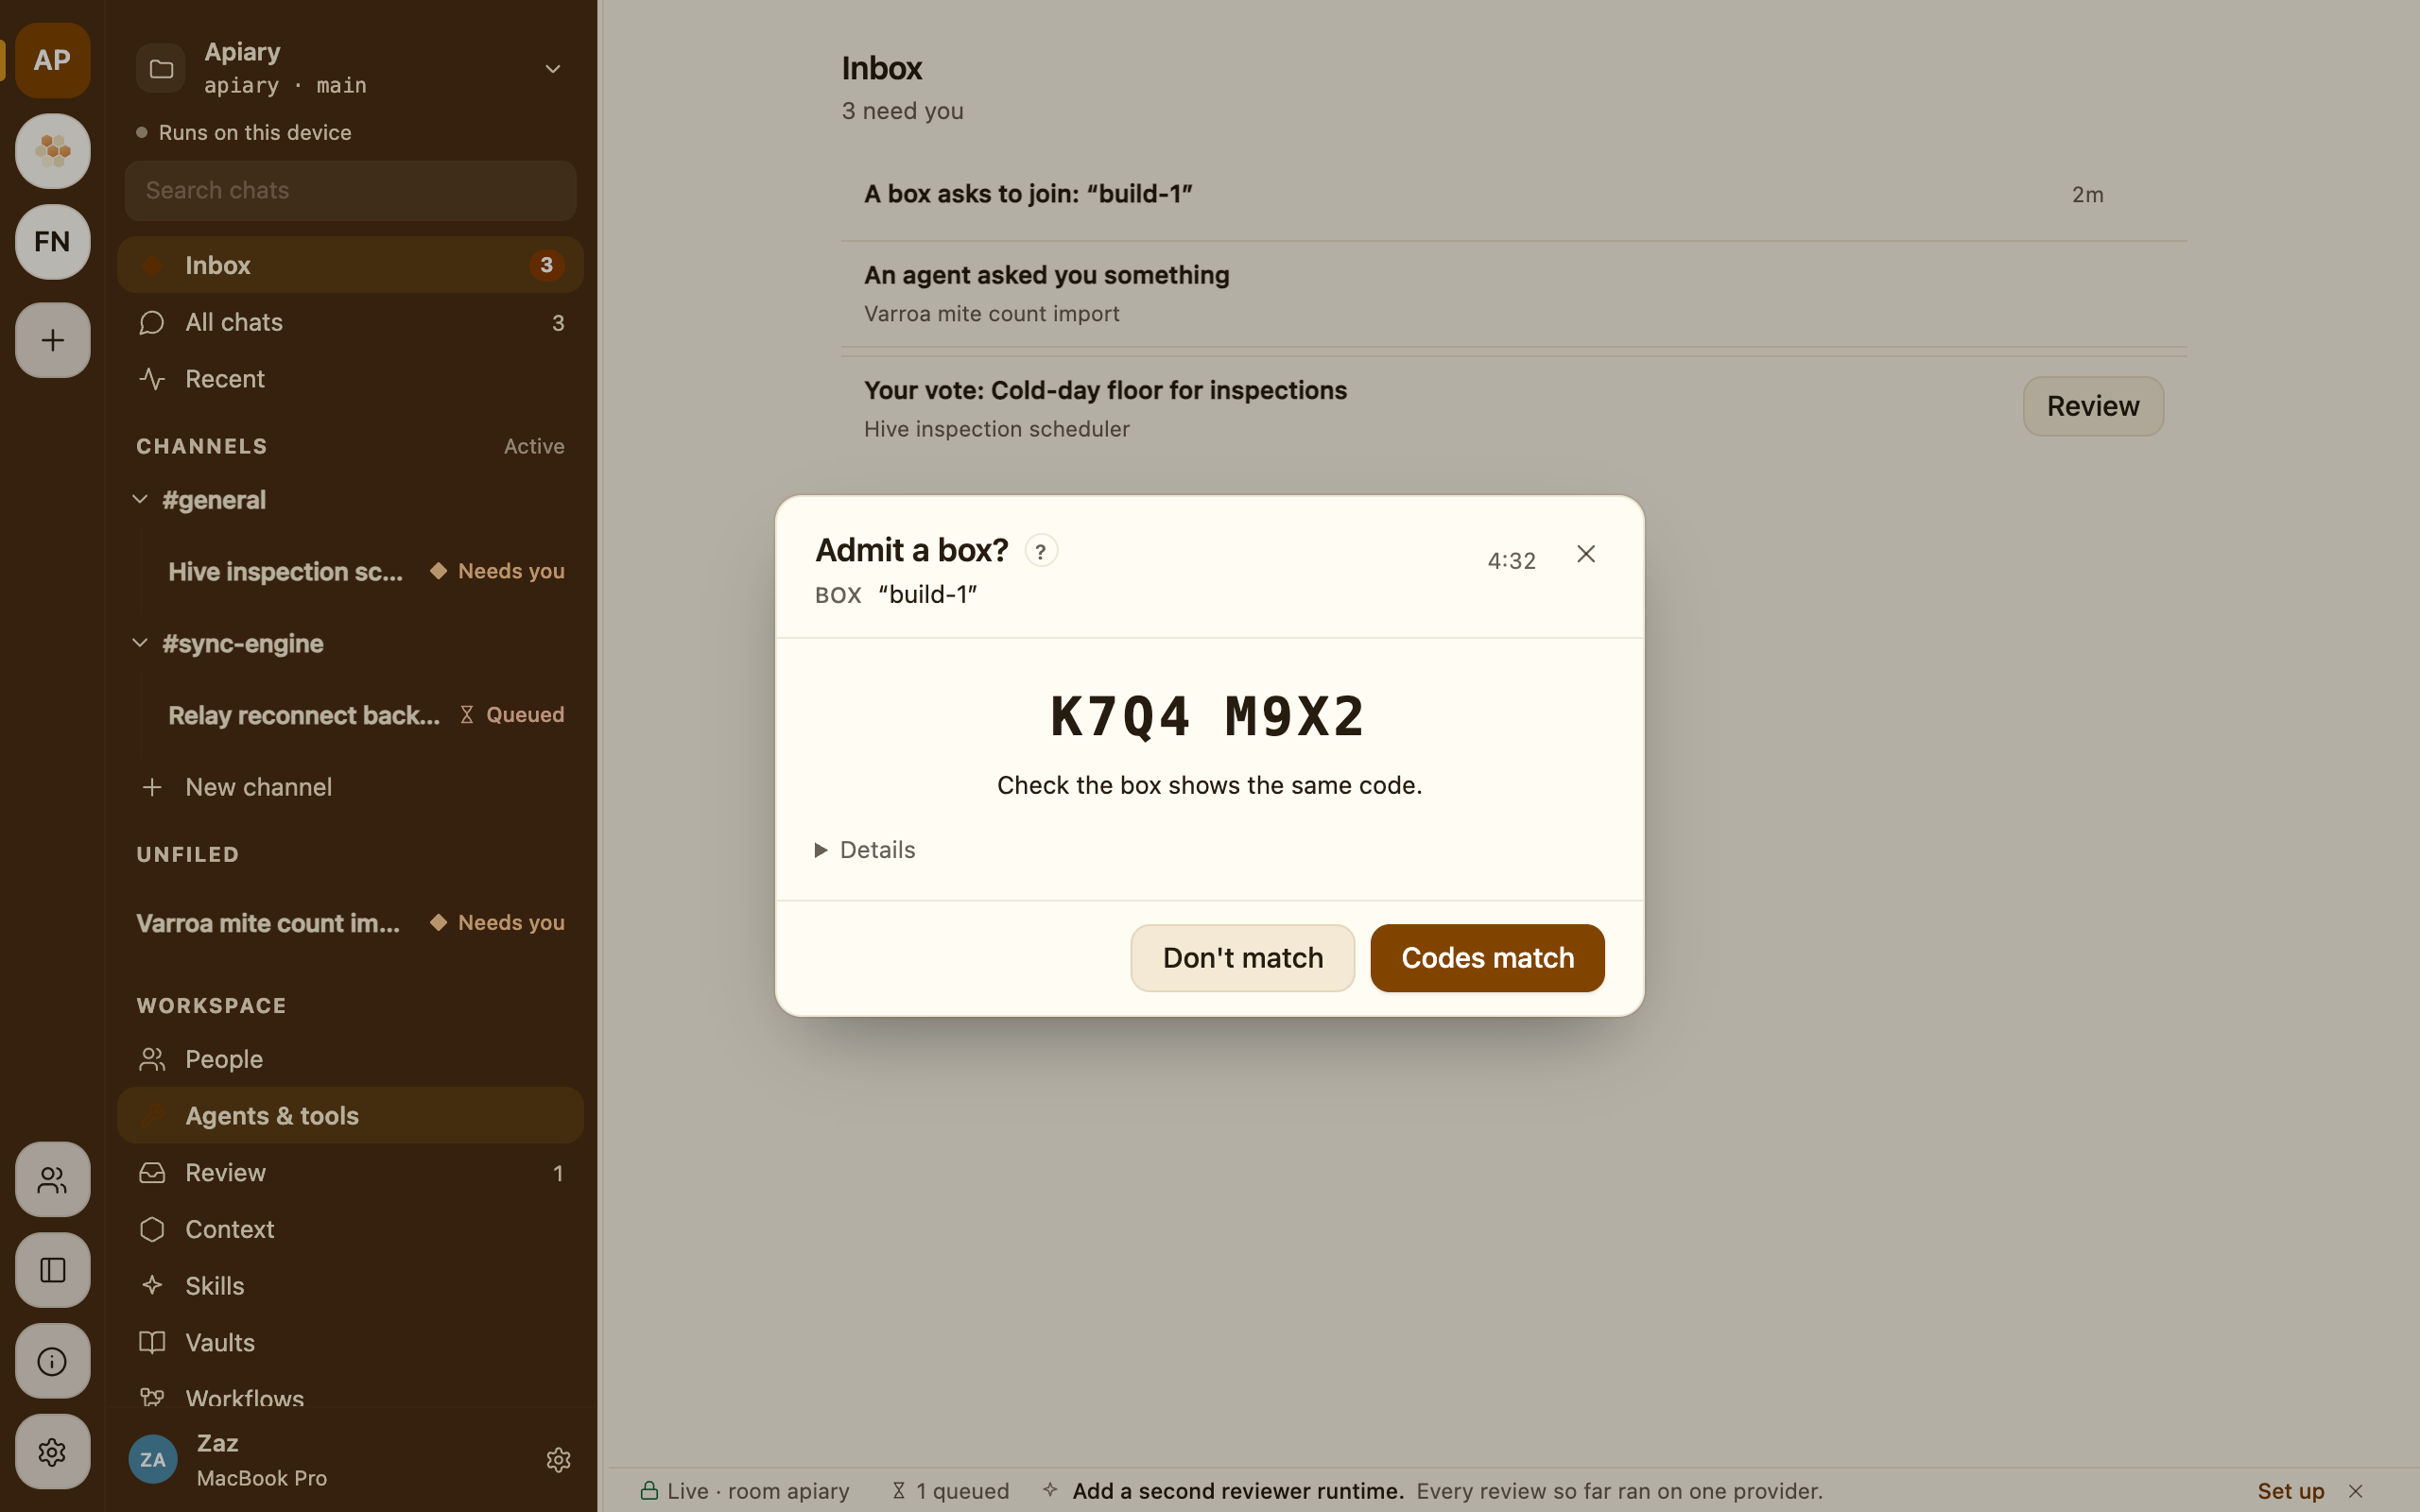 AP
FN
Apiary
apiary · main
Runs on this device
Search chats
Inbox 3
All chats 3
Recent
CHANNELS Active
#general
Hive inspection sc... Needs you
#sync-engine
Relay reconnect back... Queued
New channel
UNFILED
Varroa mite count im... Needs you
WORKSPACE
People
Agents & tools
Review 1
Context
Skills
Vaults
Workflows
ZA
Zaz
MacBook Pro
Inbox
3 need you
A box asks to join: “build-1” 2m
An agent asked you something
Varroa mite count import
Your vote: Cold-day floor for inspections
Hive inspection scheduler
Review
Admit a box? ? 4:32
BOX “build-1”
K7Q4 M9X2
Check the box shows the same code.
Details
Don't match Codes match
Live · room apiary 1 queued Add a second reviewer runtime. Every review so far ran on one provider. Set up